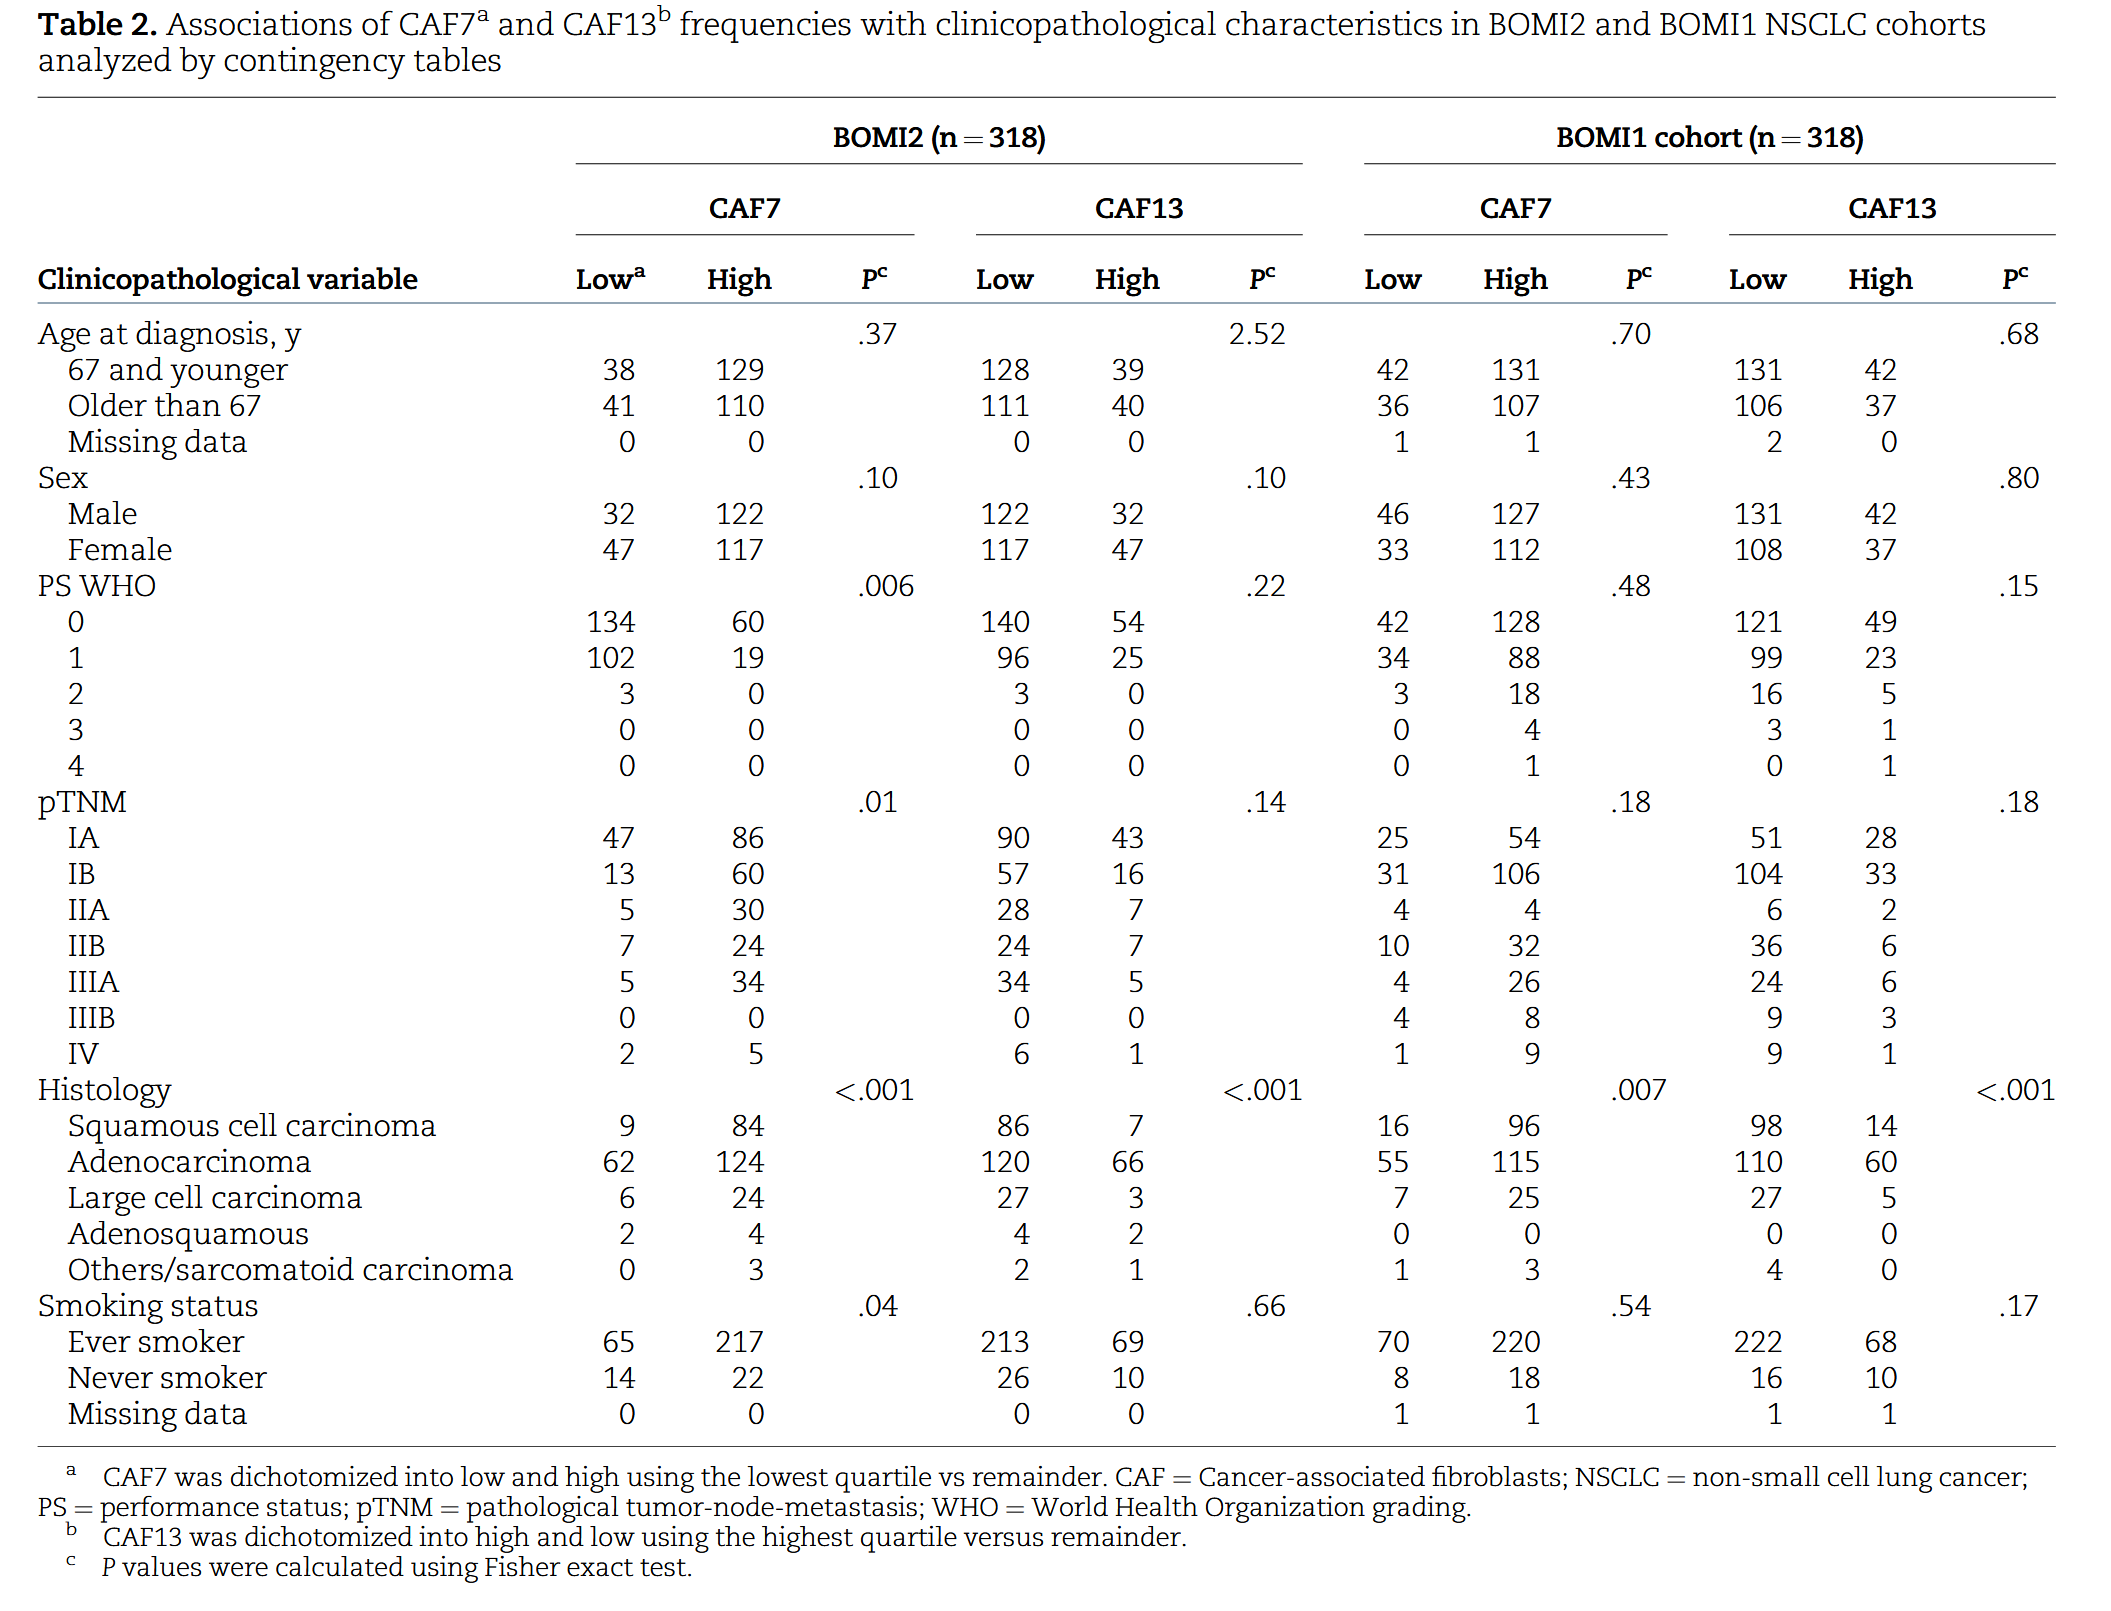 Table 2. Associations of CAF7a and CAF13b frequencies with clinicopathological characteristics in BOMI2 and BOMI1 NSCLC cohorts
analyzed by contingency tables
BOMI2 (n = 318) BOMI1 cohort (n = 318)
CAF7 CAF13 CAF7 CAF13
Clinicopathological variable Lowa High Pc Low High Pc Low High Pc Low High Pc
Age at diagnosis, y .37 2.52 .70 .68
67 and younger 38 129 128 39 42 131 131 42
Older than 67 41 110 111 40 36 107 106 37
Missing data 0 0 0 0 1 1 2 0
Sex .10 .10 .43 .80
Male 32 122 122 32 46 127 131 42
Female 47 117 117 47 33 112 108 37
PS WHO .006 .22 .48 .15
0 134 60 140 54 42 128 121 49
1 102 19 96 25 34 88 99 23
2 3 0 3 0 3 18 16 5
3 0 0 0 0 0 4 3 1
4 0 0 0 0 0 1 0 1
pTNM .01 .14 .18 .18
IA 47 86 90 43 25 54 51 28
IB 13 60 57 16 31 106 104 33
IIA 5 30 28 7 4 4 6 2
IIB 7 24 24 7 10 32 36 6
IIIA 5 34 34 5 4 26 24 6
IIIB 0 0 0 0 4 8 9 3
IV 2 5 6 1 1 9 9 1
Histology <.001 <.001 .007 <.001
Squamous cell carcinoma 9 84 86 7 16 96 98 14
Adenocarcinoma 62 124 120 66 55 115 110 60
Large cell carcinoma 6 24 27 3 7 25 27 5
Adenosquamous 2 4 4 2 0 0 0 0
Others/sarcomatoid carcinoma 0 3 2 1 1 3 4 0
Smoking status .04 .66 .54 .17
Ever smoker 65 217 213 69 70 220 222 68
Never smoker 14 22 26 10 8 18 16 10
Missing data 0 0 0 0 1 1 1 1
a CAF7 was dichotomized into low and high using the lowest quartile vs remainder. CAF = Cancer-associated fibroblasts; NSCLC = non-small cell lung cancer;
PS = performance status; pTNM = pathological tumor-node-metastasis; WHO = World Health Organization grading.
b CAF13 was dichotomized into high and low using the highest quartile versus remainder.
c P values were calculated using Fisher exact test.